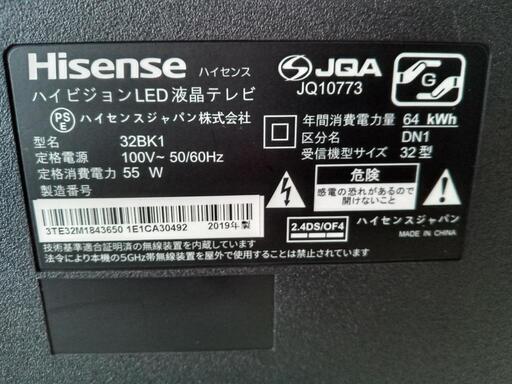 Hisense ハイセンス
JQA
JQ10773
G
ハイビジョンLED液晶テレビ
PS
E
ハイセンスジャパン株式会社
年間消費電力量 64 kWh
型名 32BK1
区分名 DN1
定格電源 100V~ 50/60Hz
受信機型サイズ 32型
定格消費電力 55 W
製造番号
危険
感電の恐れがあるので
開けないこと
3TE32M1843650 1E1CA30492 2019年製
2.4DS/OF4
ハイセンスジャパン
MADE IN CHINA
技術基準適合証明済の無線装置を内蔵しています
法令により本機の5GHz帯無線装置を屋外で使用することは禁止されています。